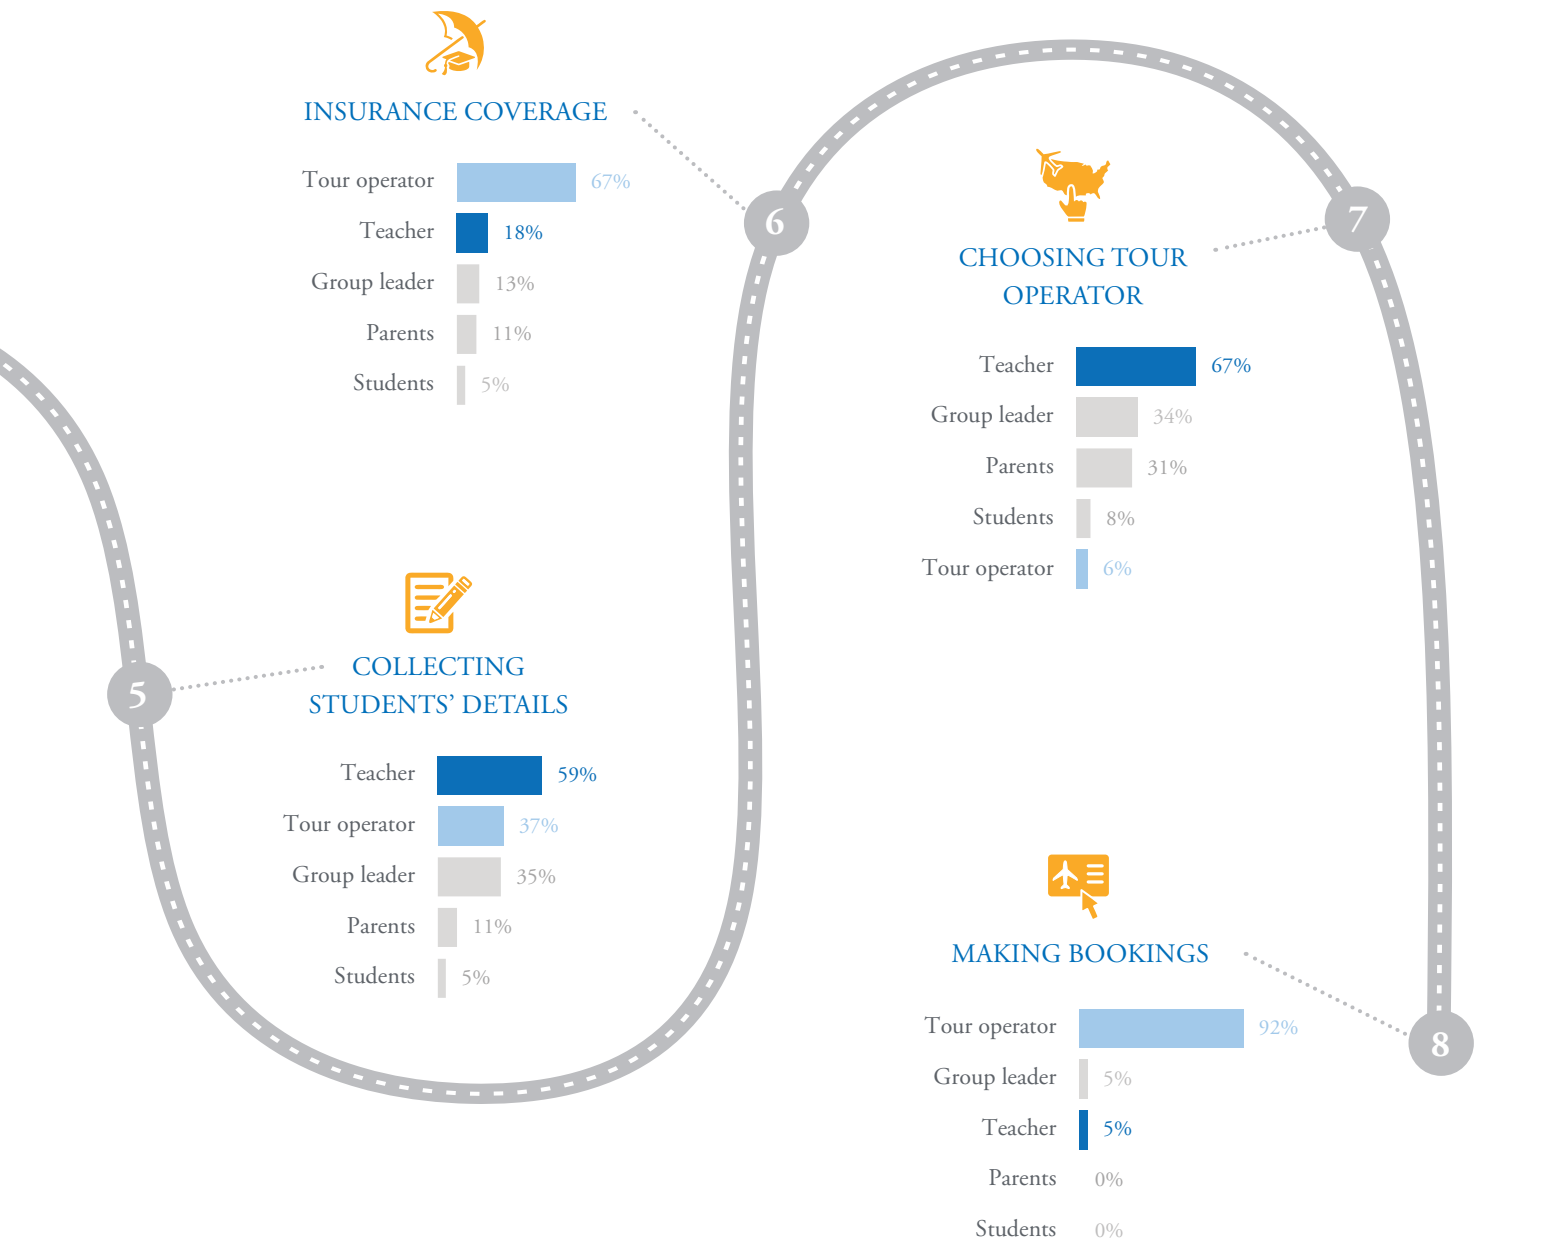 INSURANCE COVERAGE
Tour operator 67%
Teacher 18%
Group leader 13%
Parents 11%
Students 5%
6
7
CHOOSING TOUR
OPERATOR
Teacher 67%
Group leader 34%
Parents 31%
Students 8%
Tour operator 6%
5
COLLECTING
STUDENTS’ DETAILS
Teacher 59%
Tour operator 37%
Group leader 35%
Parents 11%
Students 5%
MAKING BOOKINGS
8
Tour operator 92%
Group leader 5%
Teacher 5%
Parents 0%
Students 0%